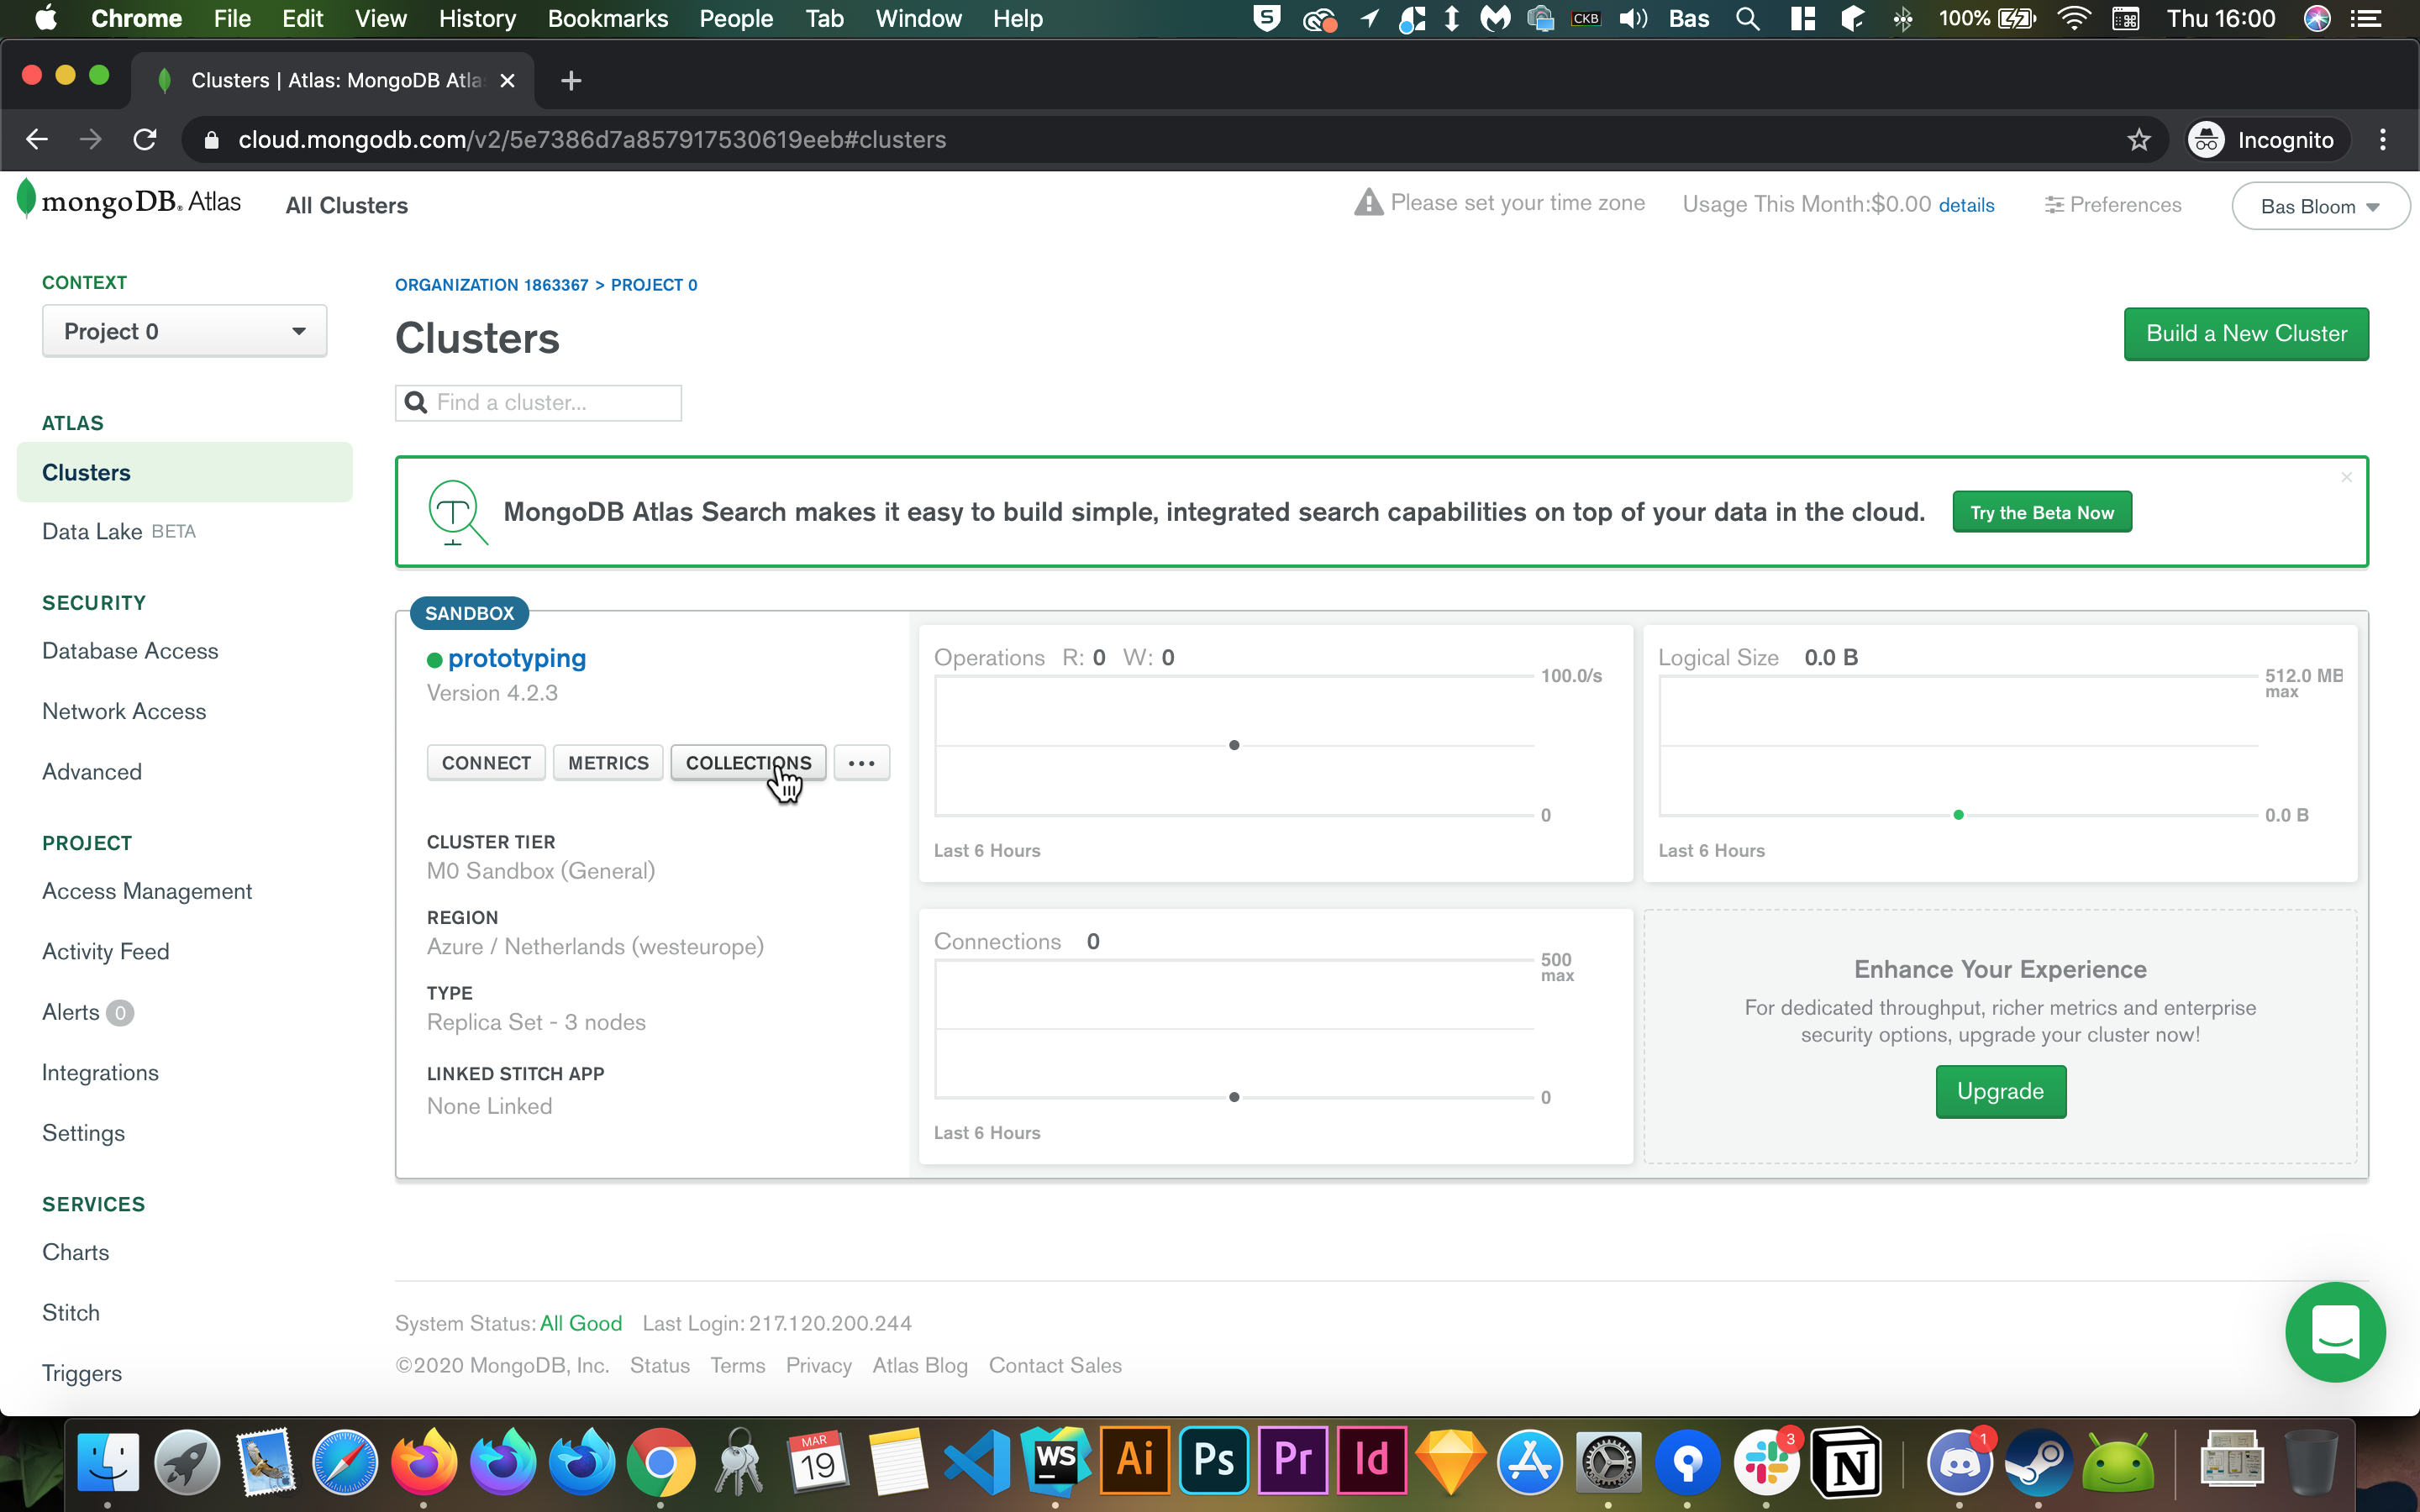 Chrome File Edit View History Bookmarks People Tab Window Help CKB Bas 100% Thu 16:00
Clusters | Atlas: MongoDB Atla
cloud.mongodb.com/v2/5e7386d7a857917530619eeb#clusters Incognito
mongoDB. Atlas All Clusters Please set your time zone Usage This Month:$0.00 details Preferences Bas Bloom
CONTEXT
Project 0
ATLAS
Clusters
Data Lake BETA
SECURITY
Database Access
Network Access
Advanced
PROJECT
Access Management
Activity Feed
Alerts 0
Integrations
Settings
SERVICES
Charts
Stitch
Triggers
ORGANIZATION 1863367 > PROJECT 0
Clusters
Build a New Cluster
Find a cluster...
MongoDB Atlas Search makes it easy to build simple, integrated search capabilities on top of your data in the cloud. Try the Beta Now
SANDBOX
prototyping
Version 4.2.3
CONNECT METRICS COLLECTIONS ...
CLUSTER TIER
M0 Sandbox (General)
REGION
Azure / Netherlands (westeurope)
TYPE
Replica Set - 3 nodes
LINKED STITCH APP
None Linked
Operations R: 0 W: 0
100.0/s
0
Last 6 Hours
Logical Size 0.0 B
512.0 MB
max
0.0 B
Last 6 Hours
Connections 0
500
max
0
Last 6 Hours
Enhance Your Experience
For dedicated throughput, richer metrics and enterprise
security options, upgrade your cluster now!
Upgrade
System Status: All Good Last Login: 217.120.200.244
©2020 MongoDB, Inc. Status Terms Privacy Atlas Blog Contact Sales
MAR
19
WS
Ai
Ps
Pr
Id
3
N
1